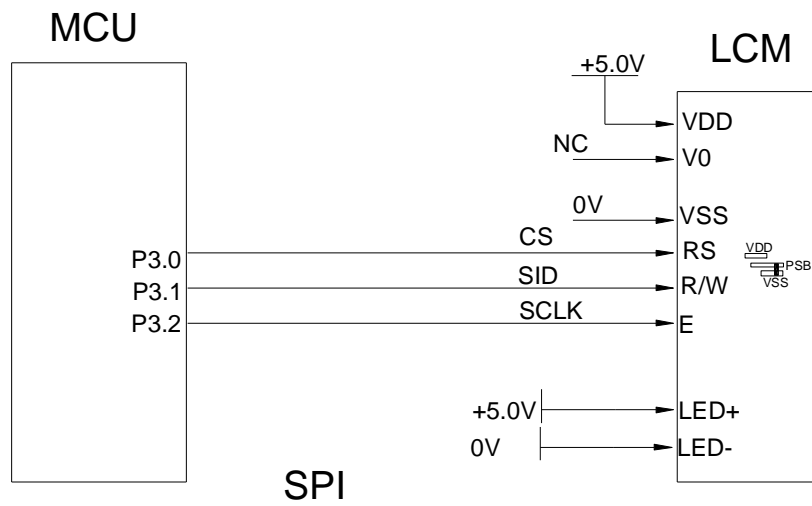 MCU
LCM
+5.0V
VDD
NC
V0
0V
VSS
CS
P3.0
RS
VDD
PSB
VSS
SID
P3.1
R/W
SCLK
P3.2
E
+5.0V
LED+
0V
LED-
SPI